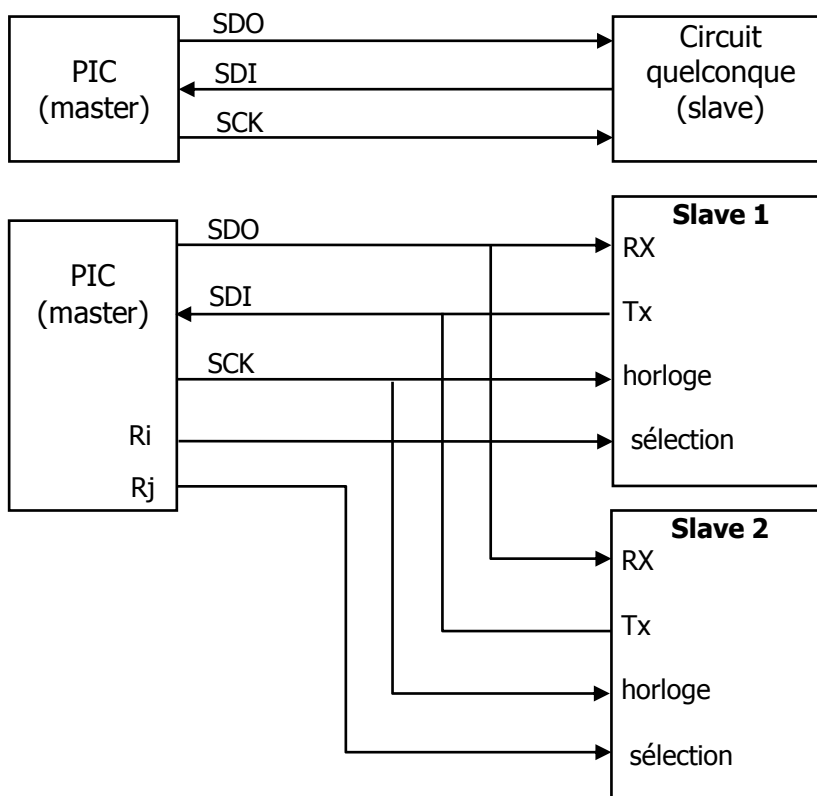 SDO
PIC
(master)
SDI
SCK
Circuit
quelconque
(slave)
SDO
PIC
(master)
SDI
SCK
Ri
Rj
Slave 1
RX
Tx
horloge
sélection
Slave 2
RX
Tx
horloge
sélection